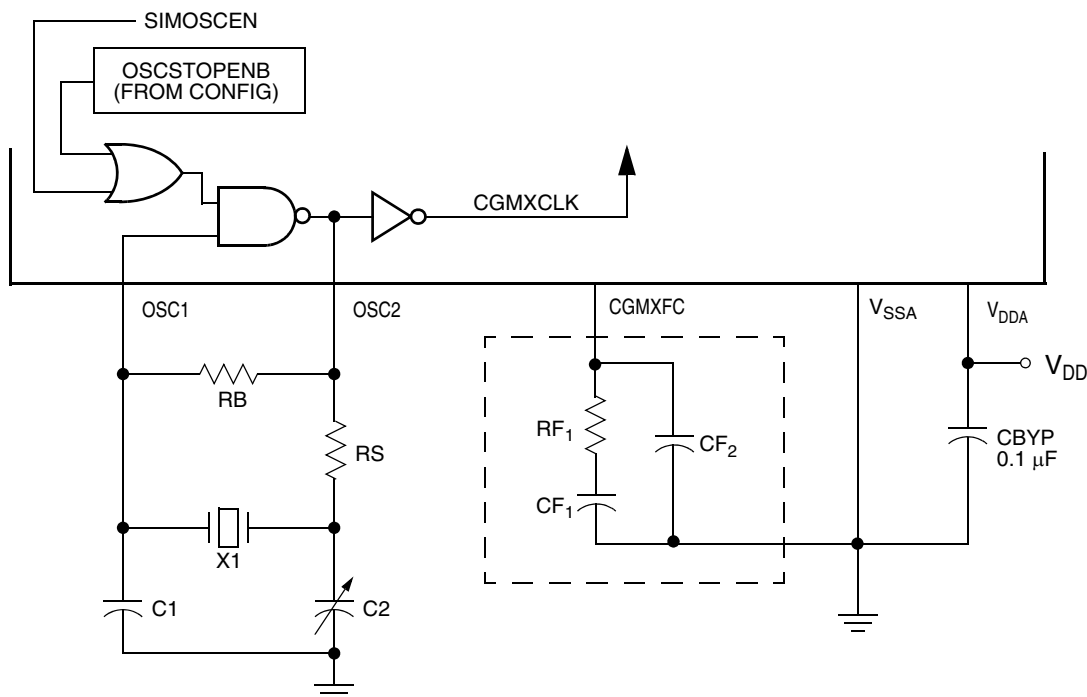 SIMOSCEN
OSCSTOPENB
(FROM CONFIG)
CGMXCLK
OSC1
OSC2
CGMXFC
VSSA
VDDA
VDD
RB
RS
RF1
CF2
CBYP
0.1 μF
CF1
X1
C1
C2